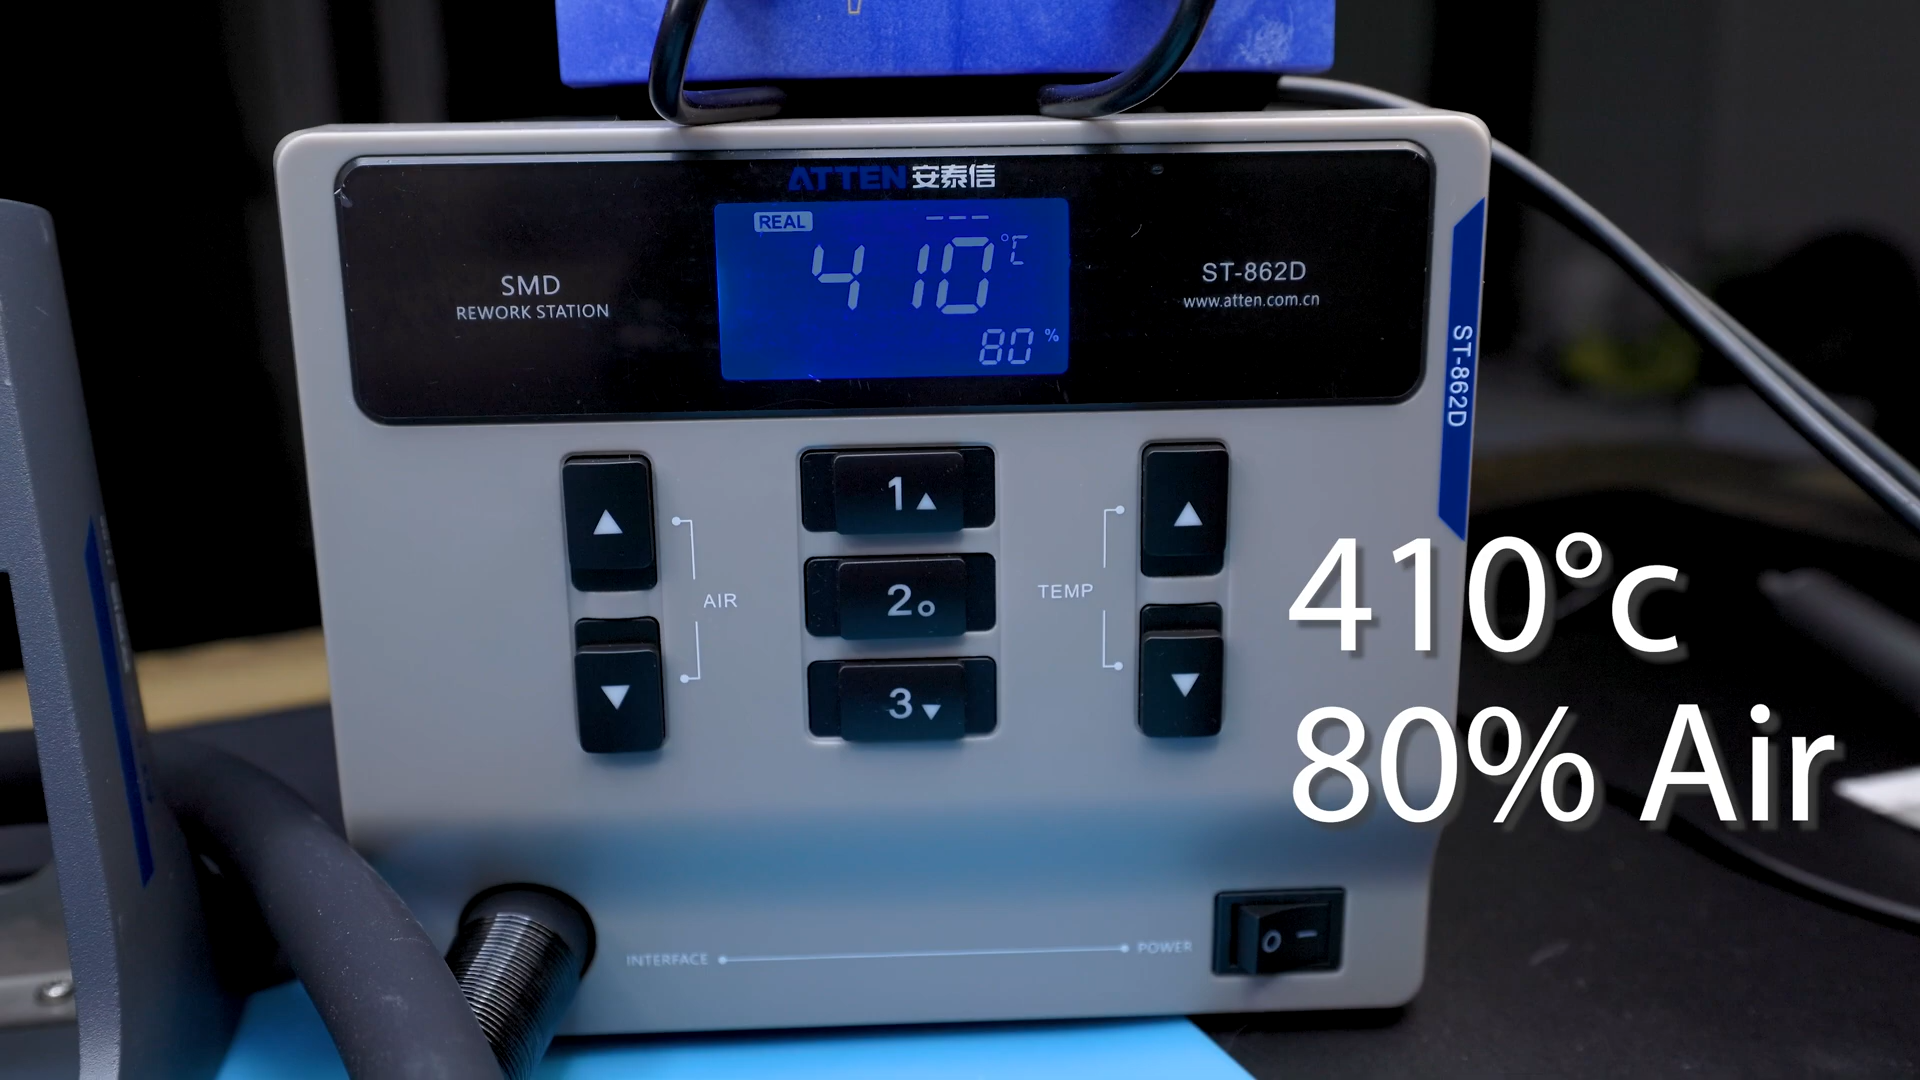 ATTEN 安泰信
REAL
---
410 °C
80 %
SMD
REWORK STATION
ST-862D
www.atten.com.cn
ST-862D
1▲
2o
3▼
▲
▼
AIR
TEMP
▲
▼
410°c
80% Air
INTERFACE
POWER
O –